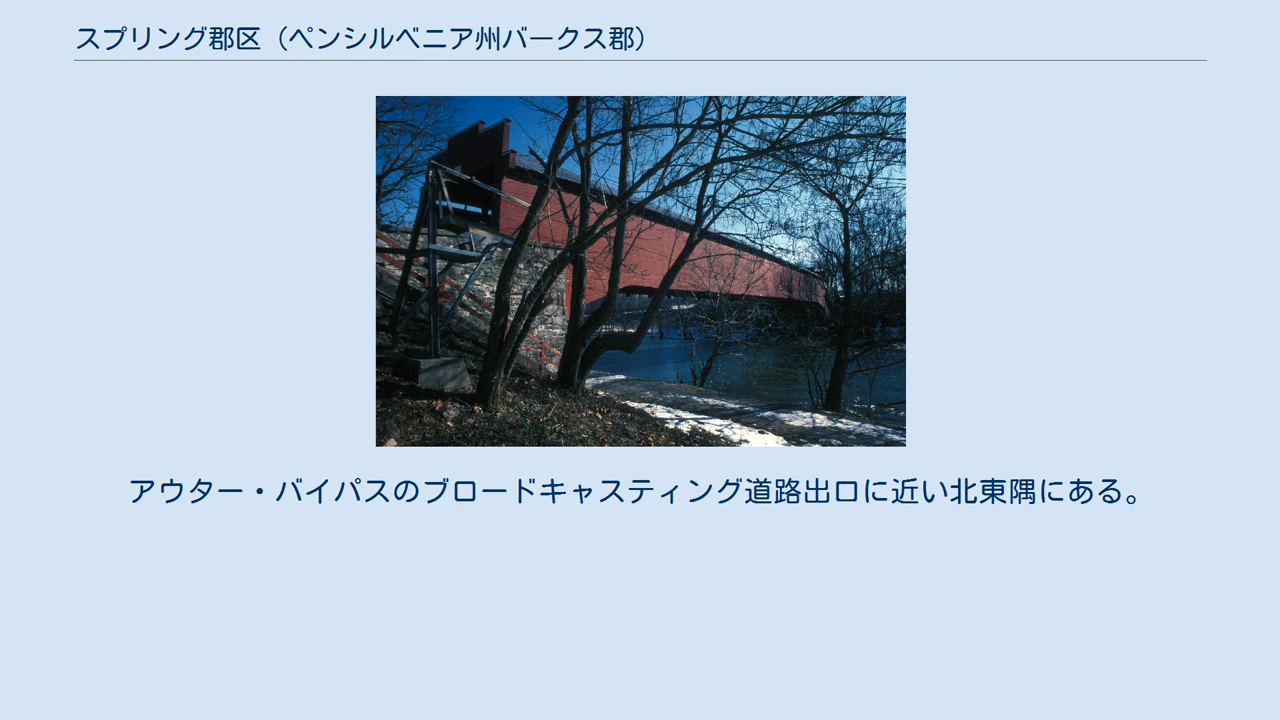 スプリング郡区（ペンシルベニア州バークス郡）
アウター・バイパスのブロードキャスティング道路出口に近い北東隅にある。